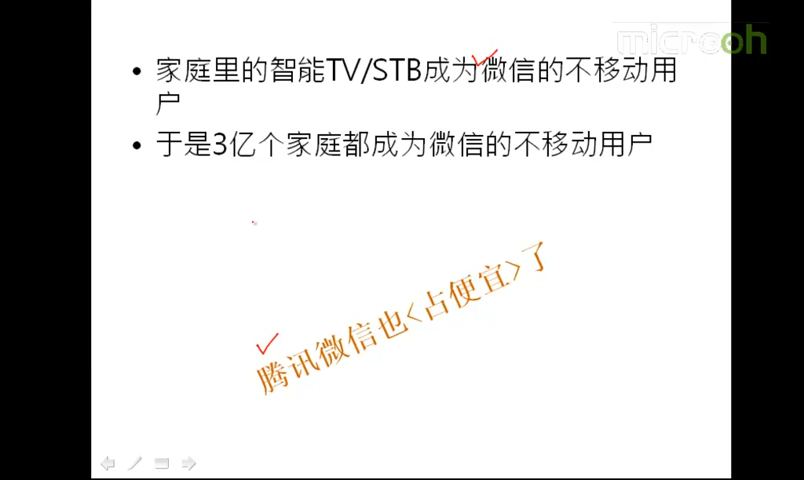 microoh
• 家庭里的智能TV/STB成为微信的不移动用
户
• 于是3亿个家庭都成为微信的不移动用户
腾讯微信也<占便宜>了